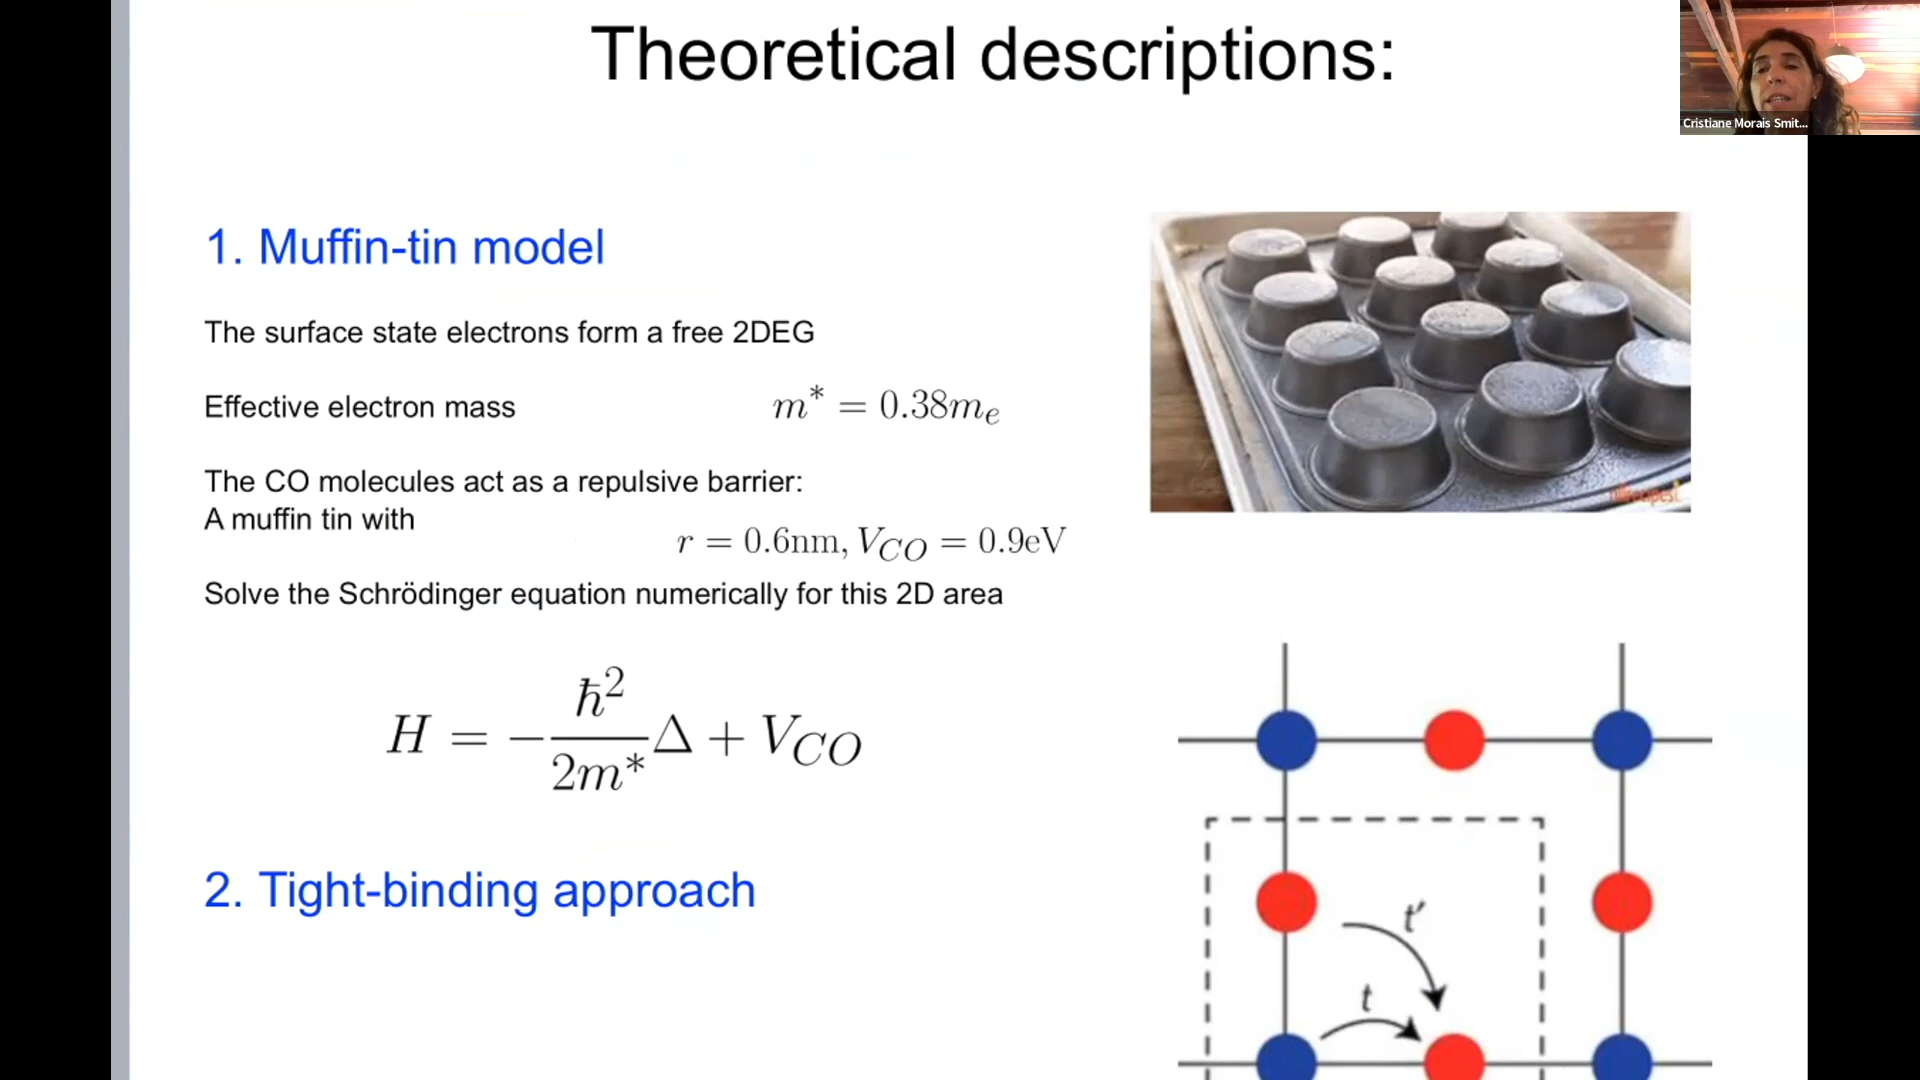 Theoretical descriptions:
Cristiane Morais Smit...
1. Muffin-tin model
The surface state electrons form a free 2DEG
Effective electron mass m* = 0.38mₑ
The CO molecules act as a repulsive barrier:
A muffin tin with
r = 0.6nm, V_CO = 0.9eV
Solve the Schrödinger equation numerically for this 2D area
H = -ħ²/2m* Δ + V_CO
2. Tight-binding approach
t′
t